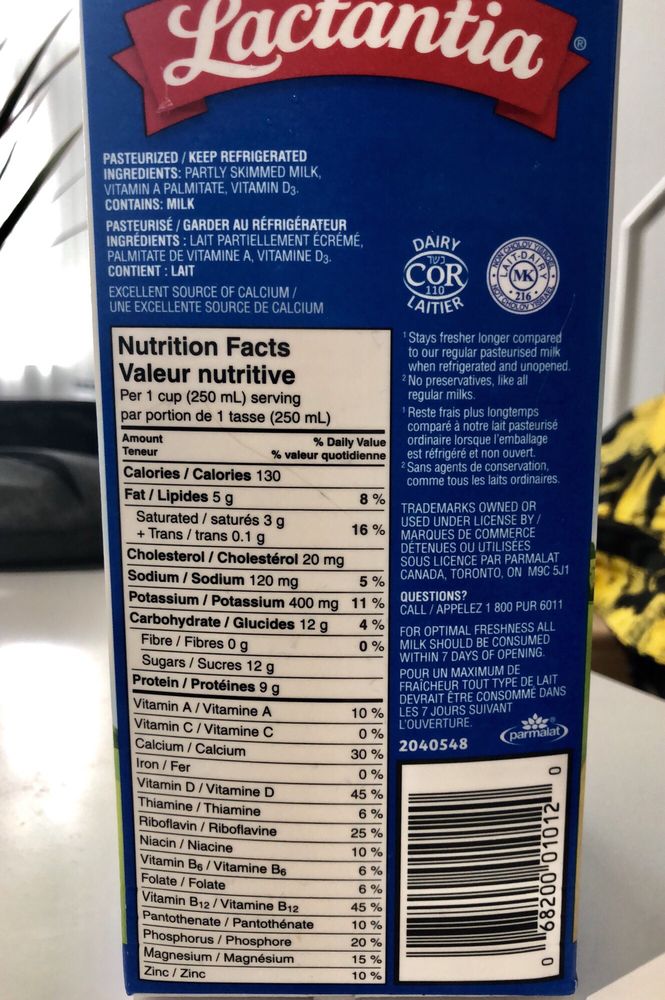 Lactantia ®
PASTEURIZED / KEEP REFRIGERATED
INGREDIENTS: PARTLY SKIMMED MILK,
VITAMIN A PALMITATE, VITAMIN D3.
CONTAINS: MILK
PASTEURISÉ / GARDER AU RÉFRIGÉRATEUR
INGRÉDIENTS : LAIT PARTIELLEMENT ÉCRÉMÉ,
PALMITATE DE VITAMINE A, VITAMINE D3.
CONTIENT : LAIT
EXCELLENT SOURCE OF CALCIUM /
UNE EXCELLENTE SOURCE DE CALCIUM
DAIRY
כשר
COR
110
LAITIER
LAIT-DAIRY
MK
216
Nutrition Facts
Valeur nutritive
Per 1 cup (250 mL) serving
par portion de 1 tasse (250 mL)
Amount % Daily Value
Teneur % valeur quotidienne
Calories / Calories 130
Fat / Lipides 5 g 8 %
Saturated / saturés 3 g
+ Trans / trans 0.1 g 16 %
Cholesterol / Cholestérol 20 mg
Sodium / Sodium 120 mg 5 %
Potassium / Potassium 400 mg 11 %
Carbohydrate / Glucides 12 g 4 %
Fibre / Fibres 0 g 0 %
Sugars / Sucres 12 g
Protein / Protéines 9 g
Vitamin A / Vitamine A 10 %
Vitamin C / Vitamine C 0 %
Calcium / Calcium 30 %
Iron / Fer 0 %
Vitamin D / Vitamine D 45 %
Thiamine / Thiamine 6 %
Riboflavin / Riboflavine 25 %
Niacin / Niacine 10 %
Vitamin B6 / Vitamine B6 6 %
Folate / Folate 6 %
Vitamin B12 / Vitamine B12 45 %
Pantothenate / Pantothénate 10 %
Phosphorus / Phosphore 20 %
Magnesium / Magnésium 15 %
Zinc / Zinc 10 %
1 Stays fresher longer compared
to our regular pasteurised milk
when refrigerated and unopened.
2 No preservatives, like all
regular milks.
1 Reste frais plus longtemps
comparé à notre lait pasteurisé
ordinaire lorsque l'emballage
est réfrigéré et non ouvert.
2 Sans agents de conservation,
comme tous les laits ordinaires.
TRADEMARKS OWNED OR
USED UNDER LICENSE BY /
MARQUES DE COMMERCE
DÉTENUES OU UTILISÉES
SOUS LICENCE PAR PARMALAT
CANADA, TORONTO, ON M9C 5J1
QUESTIONS?
CALL / APPELEZ 1 800 PUR 6011
FOR OPTIMAL FRESHNESS ALL
MILK SHOULD BE CONSUMED
WITHIN 7 DAYS OF OPENING.
POUR UN MAXIMUM DE
FRAÎCHEUR TOUT TYPE DE LAIT
DEVRAIT ÊTRE CONSOMMÉ DANS
LES 7 JOURS SUIVANT
L'OUVERTURE.
2040548
parmalat
0 68200 01012 0